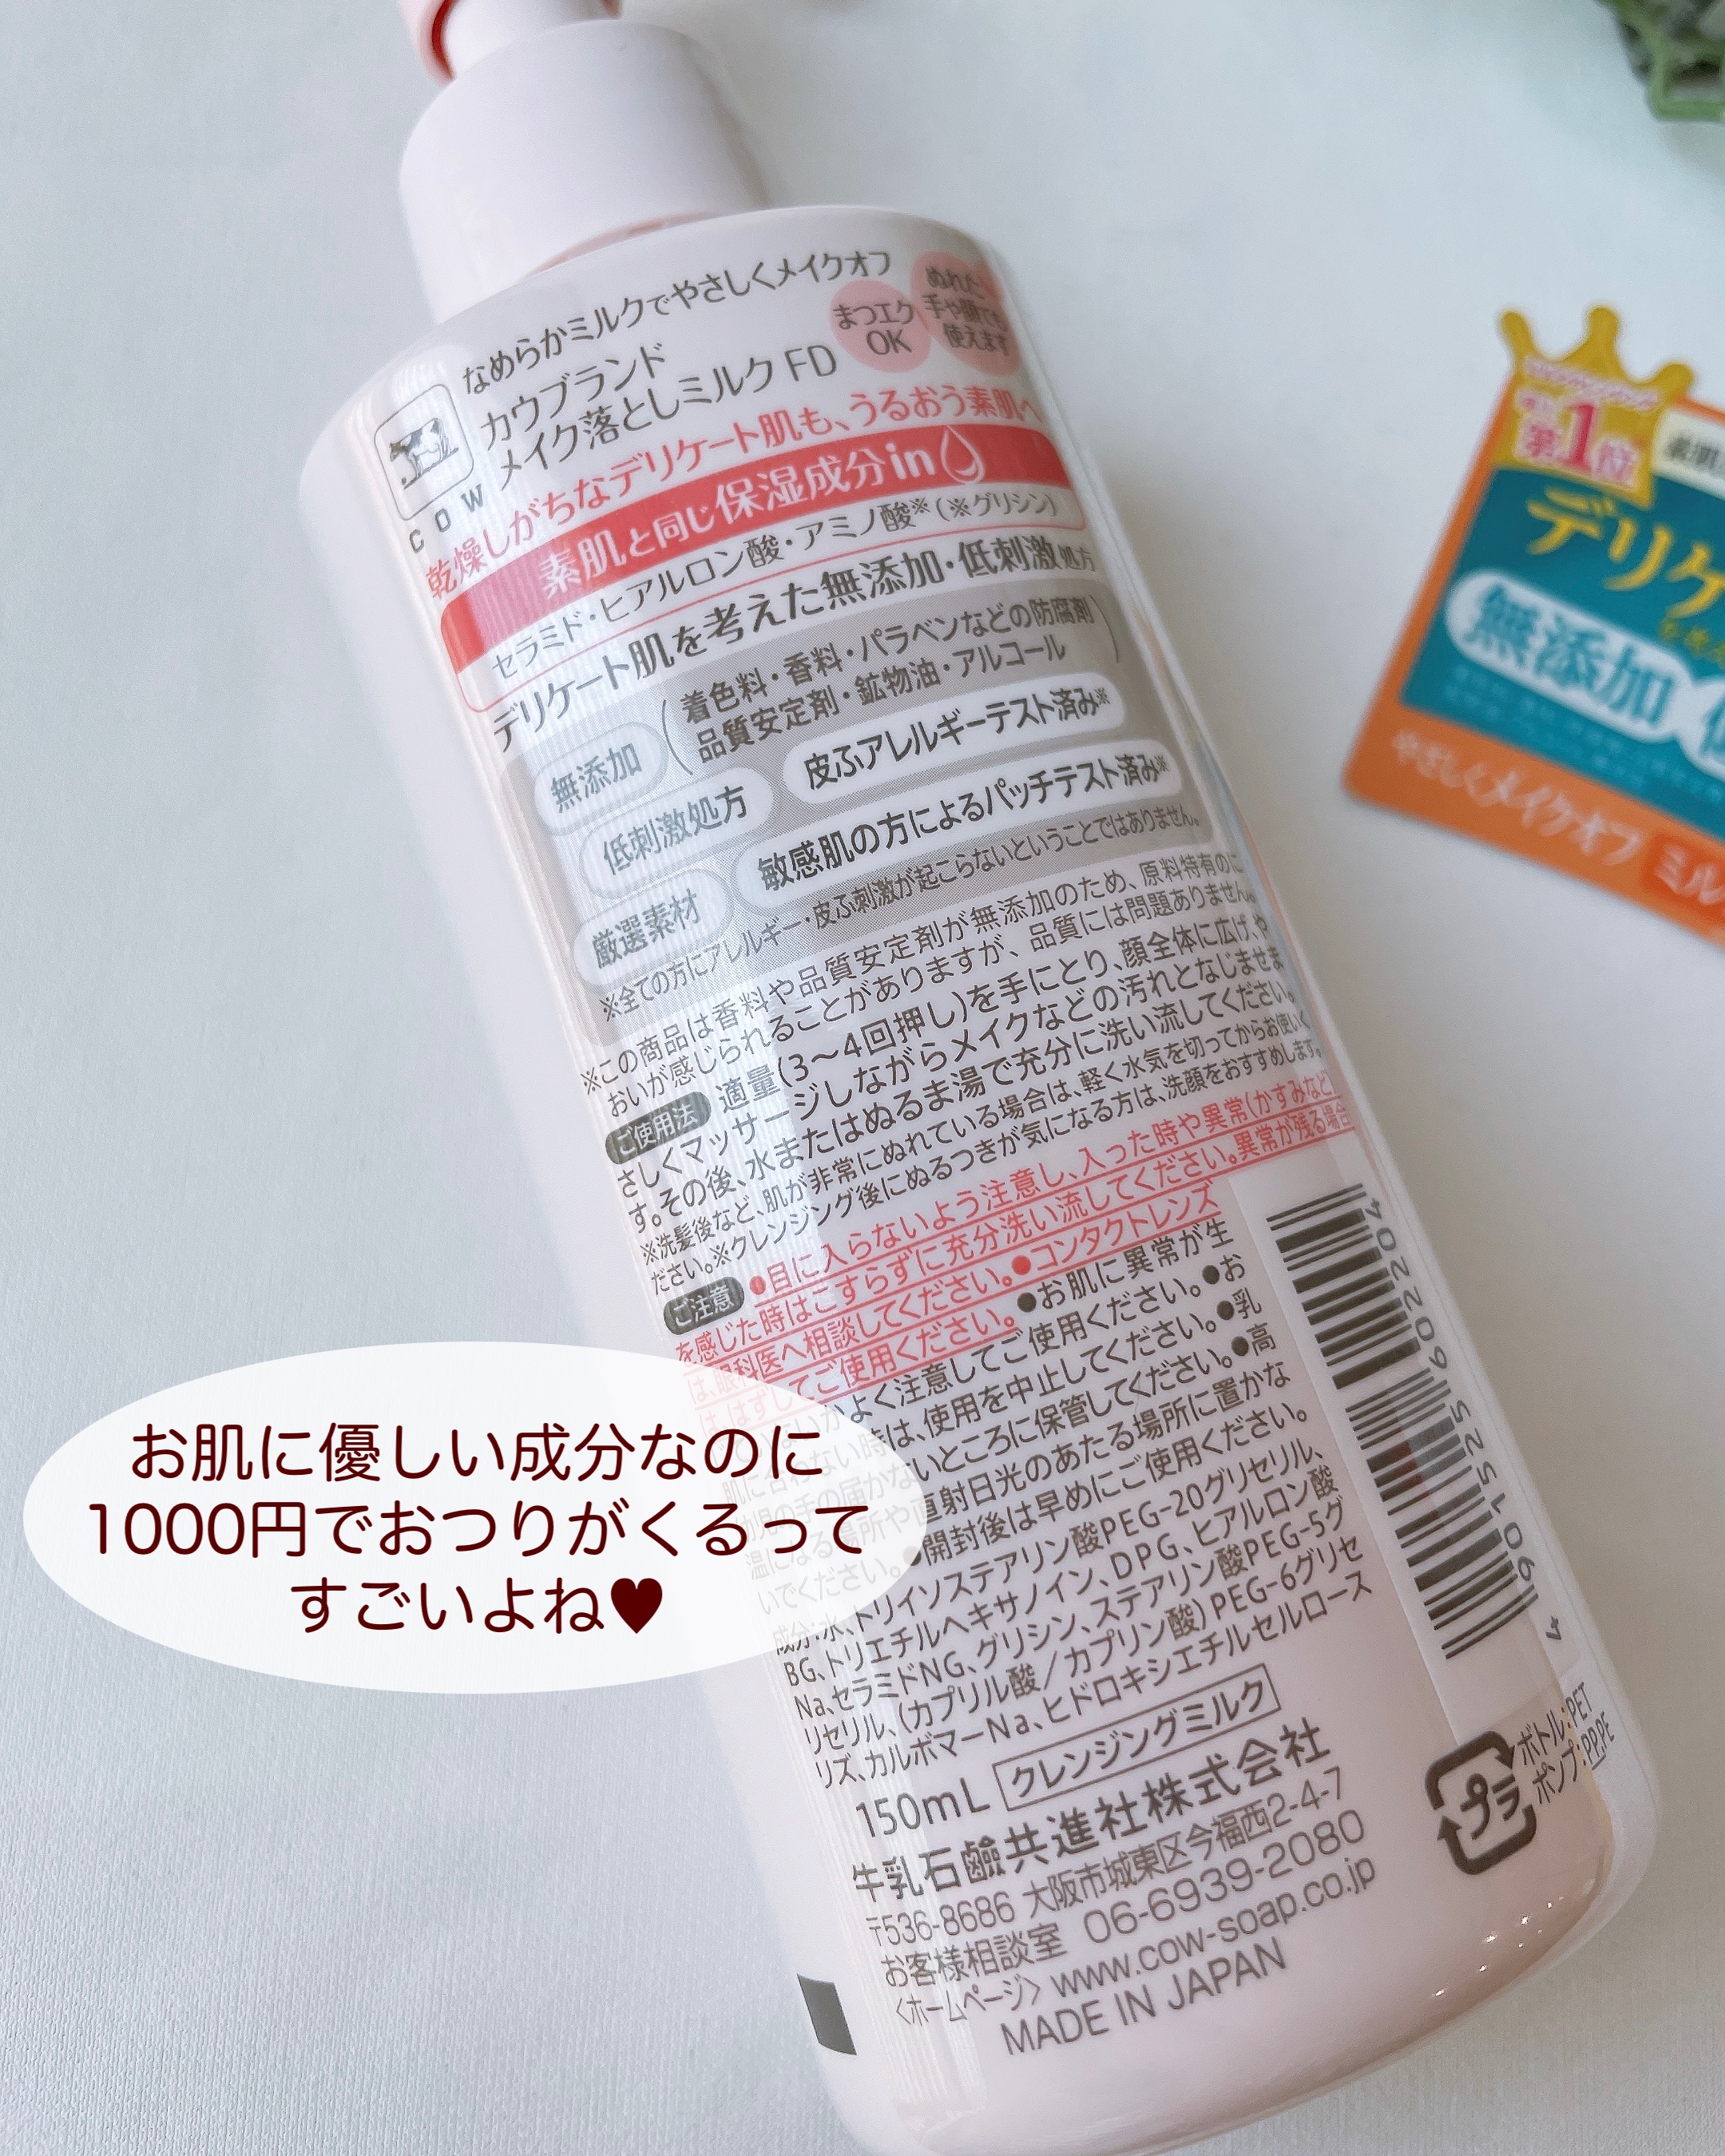 なめらかミルクでやさしくメイクオフ
カウブランド
メイク落としミルク FD
まつエク
OK
ぬれた
手や顔でも
使えます
COW
乾燥しがちなデリケート肌も、うるおう素肌へ
素肌と同じ保湿成分in
セラミド・ヒアルロン酸・アミノ酸※(※グリシン)
デリケート肌を考えた無添加・低刺激処方
無添加
着色料・香料・パラベンなどの防腐剤
品質安定剤・鉱物油・アルコール
低刺激処方
皮ふアレルギーテスト済み※
厳選素材
敏感肌の方によるパッチテスト済み※
※全ての方にアレルギー・皮ふ刺激が起こらないということではありません。
※この商品は香料や品質安定剤が無添加のため、原料特有のに
おいが感じられることがありますが、品質には問題ありません。
ご使用法 適量(3〜4回押し)を手にとり、顔全体に広げ、や
さしくマッサージしながらメイクなどの汚れとなじませま
す。その後、水またはぬるま湯で充分に洗い流してください。
※洗髪後など、肌が非常にぬれている場合は、軽く水気を切ってからお使いく
ださい。※クレンジング後にぬるつきが気になる方は、洗顔をおすすめします。
ご注意 ●目に入らないよう注意し、入った時や異常(かすみなど)
を感じた時はこすらずに充分洗い流してください。異常が残る場合
は、眼科医へ相談してください。●コンタクトレンズ
は、はずしてご使用ください。●お肌に異常が生
じていないかよく注意してご使用ください。●お
肌に合わない時は、使用を中止してください。●乳
幼児の手の届かないところに保管してください。●高
温になる場所や直射日光のあたる場所に置かな
いでください。●開封後は早めにご使用ください。
成分:水、トリイソステアリン酸PEG-20グリセリル、
BG、トリエチルヘキサノイン、DPG、ヒアルロン酸
Na、セラミドNG、グリシン、ステアリン酸PEG-5グ
リセリル、(カプリル酸/カプリン酸)PEG-6グリセ
リズ、カルボマーNa、ヒドロキシエチルセルロース
150mL クレンジングミルク
牛乳石鹼共進社株式会社
〒536-8686 大阪市城東区今福西2-4-7
お客様相談室 06-6939-2080
〈ホームページ〉www.cow-soap.co.jp
MADE IN JAPAN
4 901525 002204
プラ
ボトル:PET
ポンプ:PP,PE
お肌に優しい成分なのに
1000円でおつりがくるって
すごいよね♥
第1位
デリケ
無添加
やさしくメイクオフ ミル